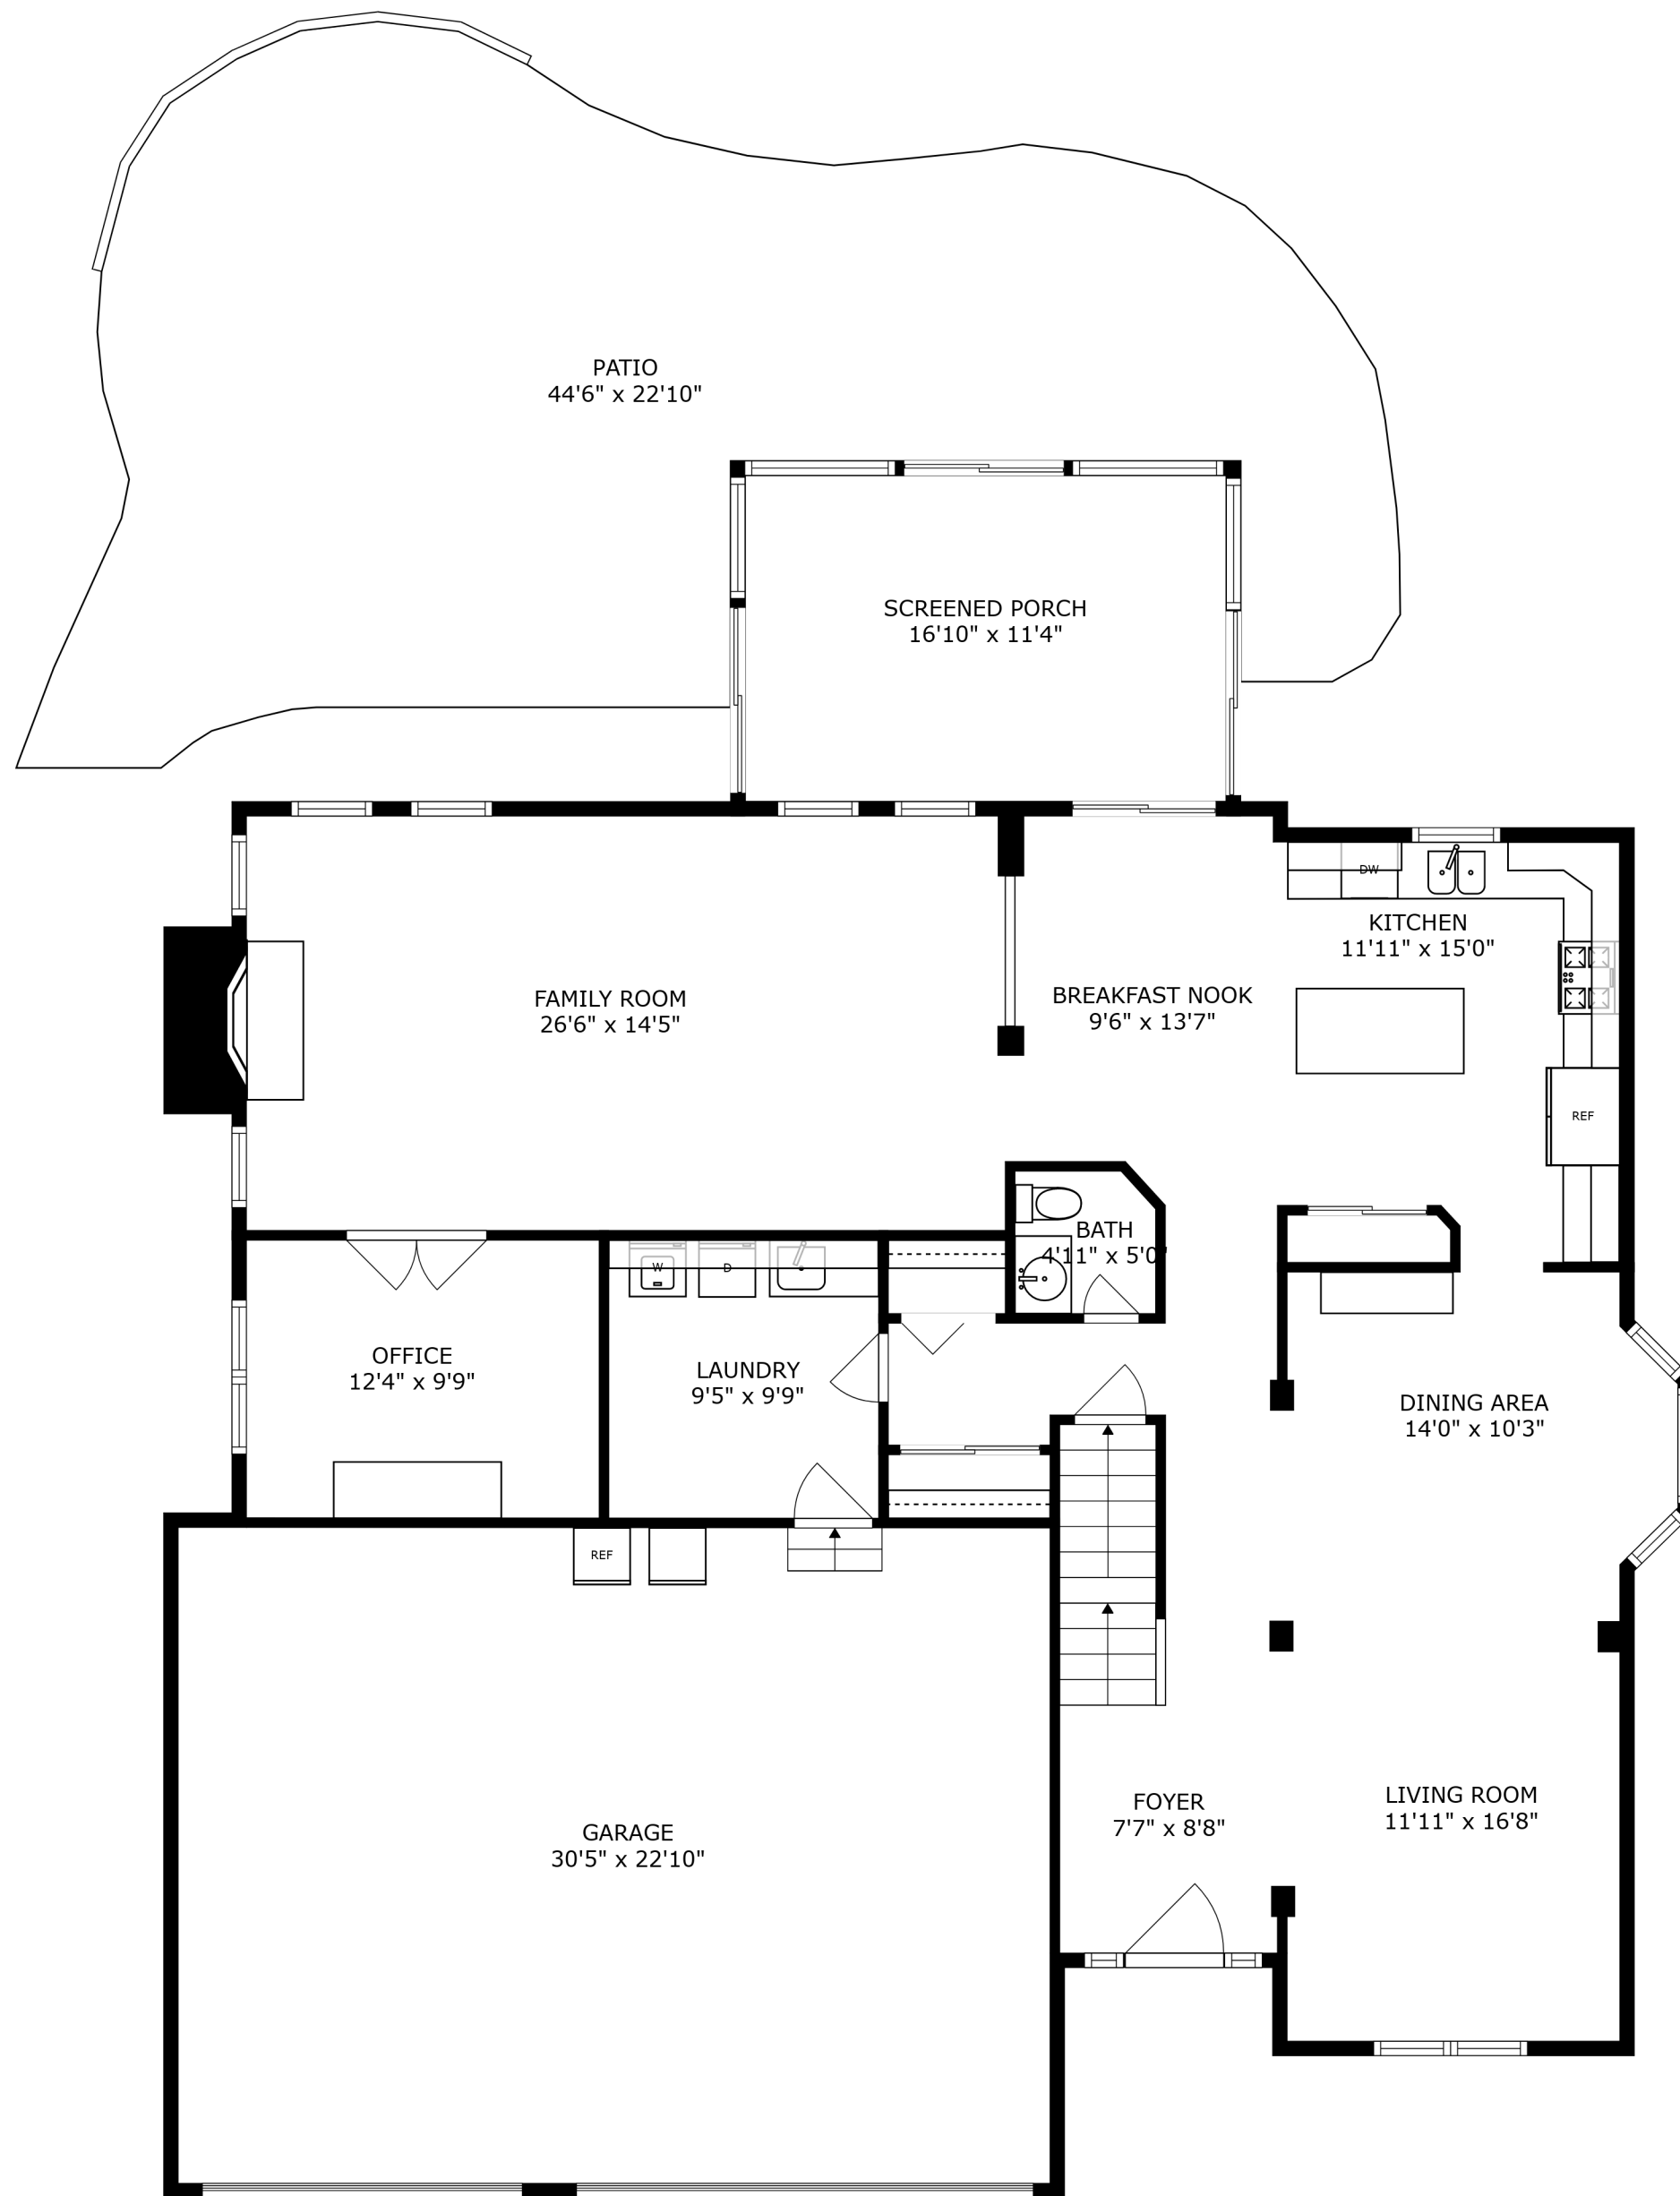 PATIO
44'6" x 22'10"
SCREENED PORCH
16'10" x 11'4"
DW
KITCHEN
11'11" x 15'0"
FAMILY ROOM
26'6" x 14'5"
BREAKFAST NOOK
9'6" x 13'7"
REF
BATH
4'11" x 5'0"
W
D
OFFICE
12'4" x 9'9"
LAUNDRY
9'5" x 9'9"
DINING AREA
14'0" x 10'3"
REF
GARAGE
30'5" x 22'10"
FOYER
7'7" x 8'8"
LIVING ROOM
11'11" x 16'8"